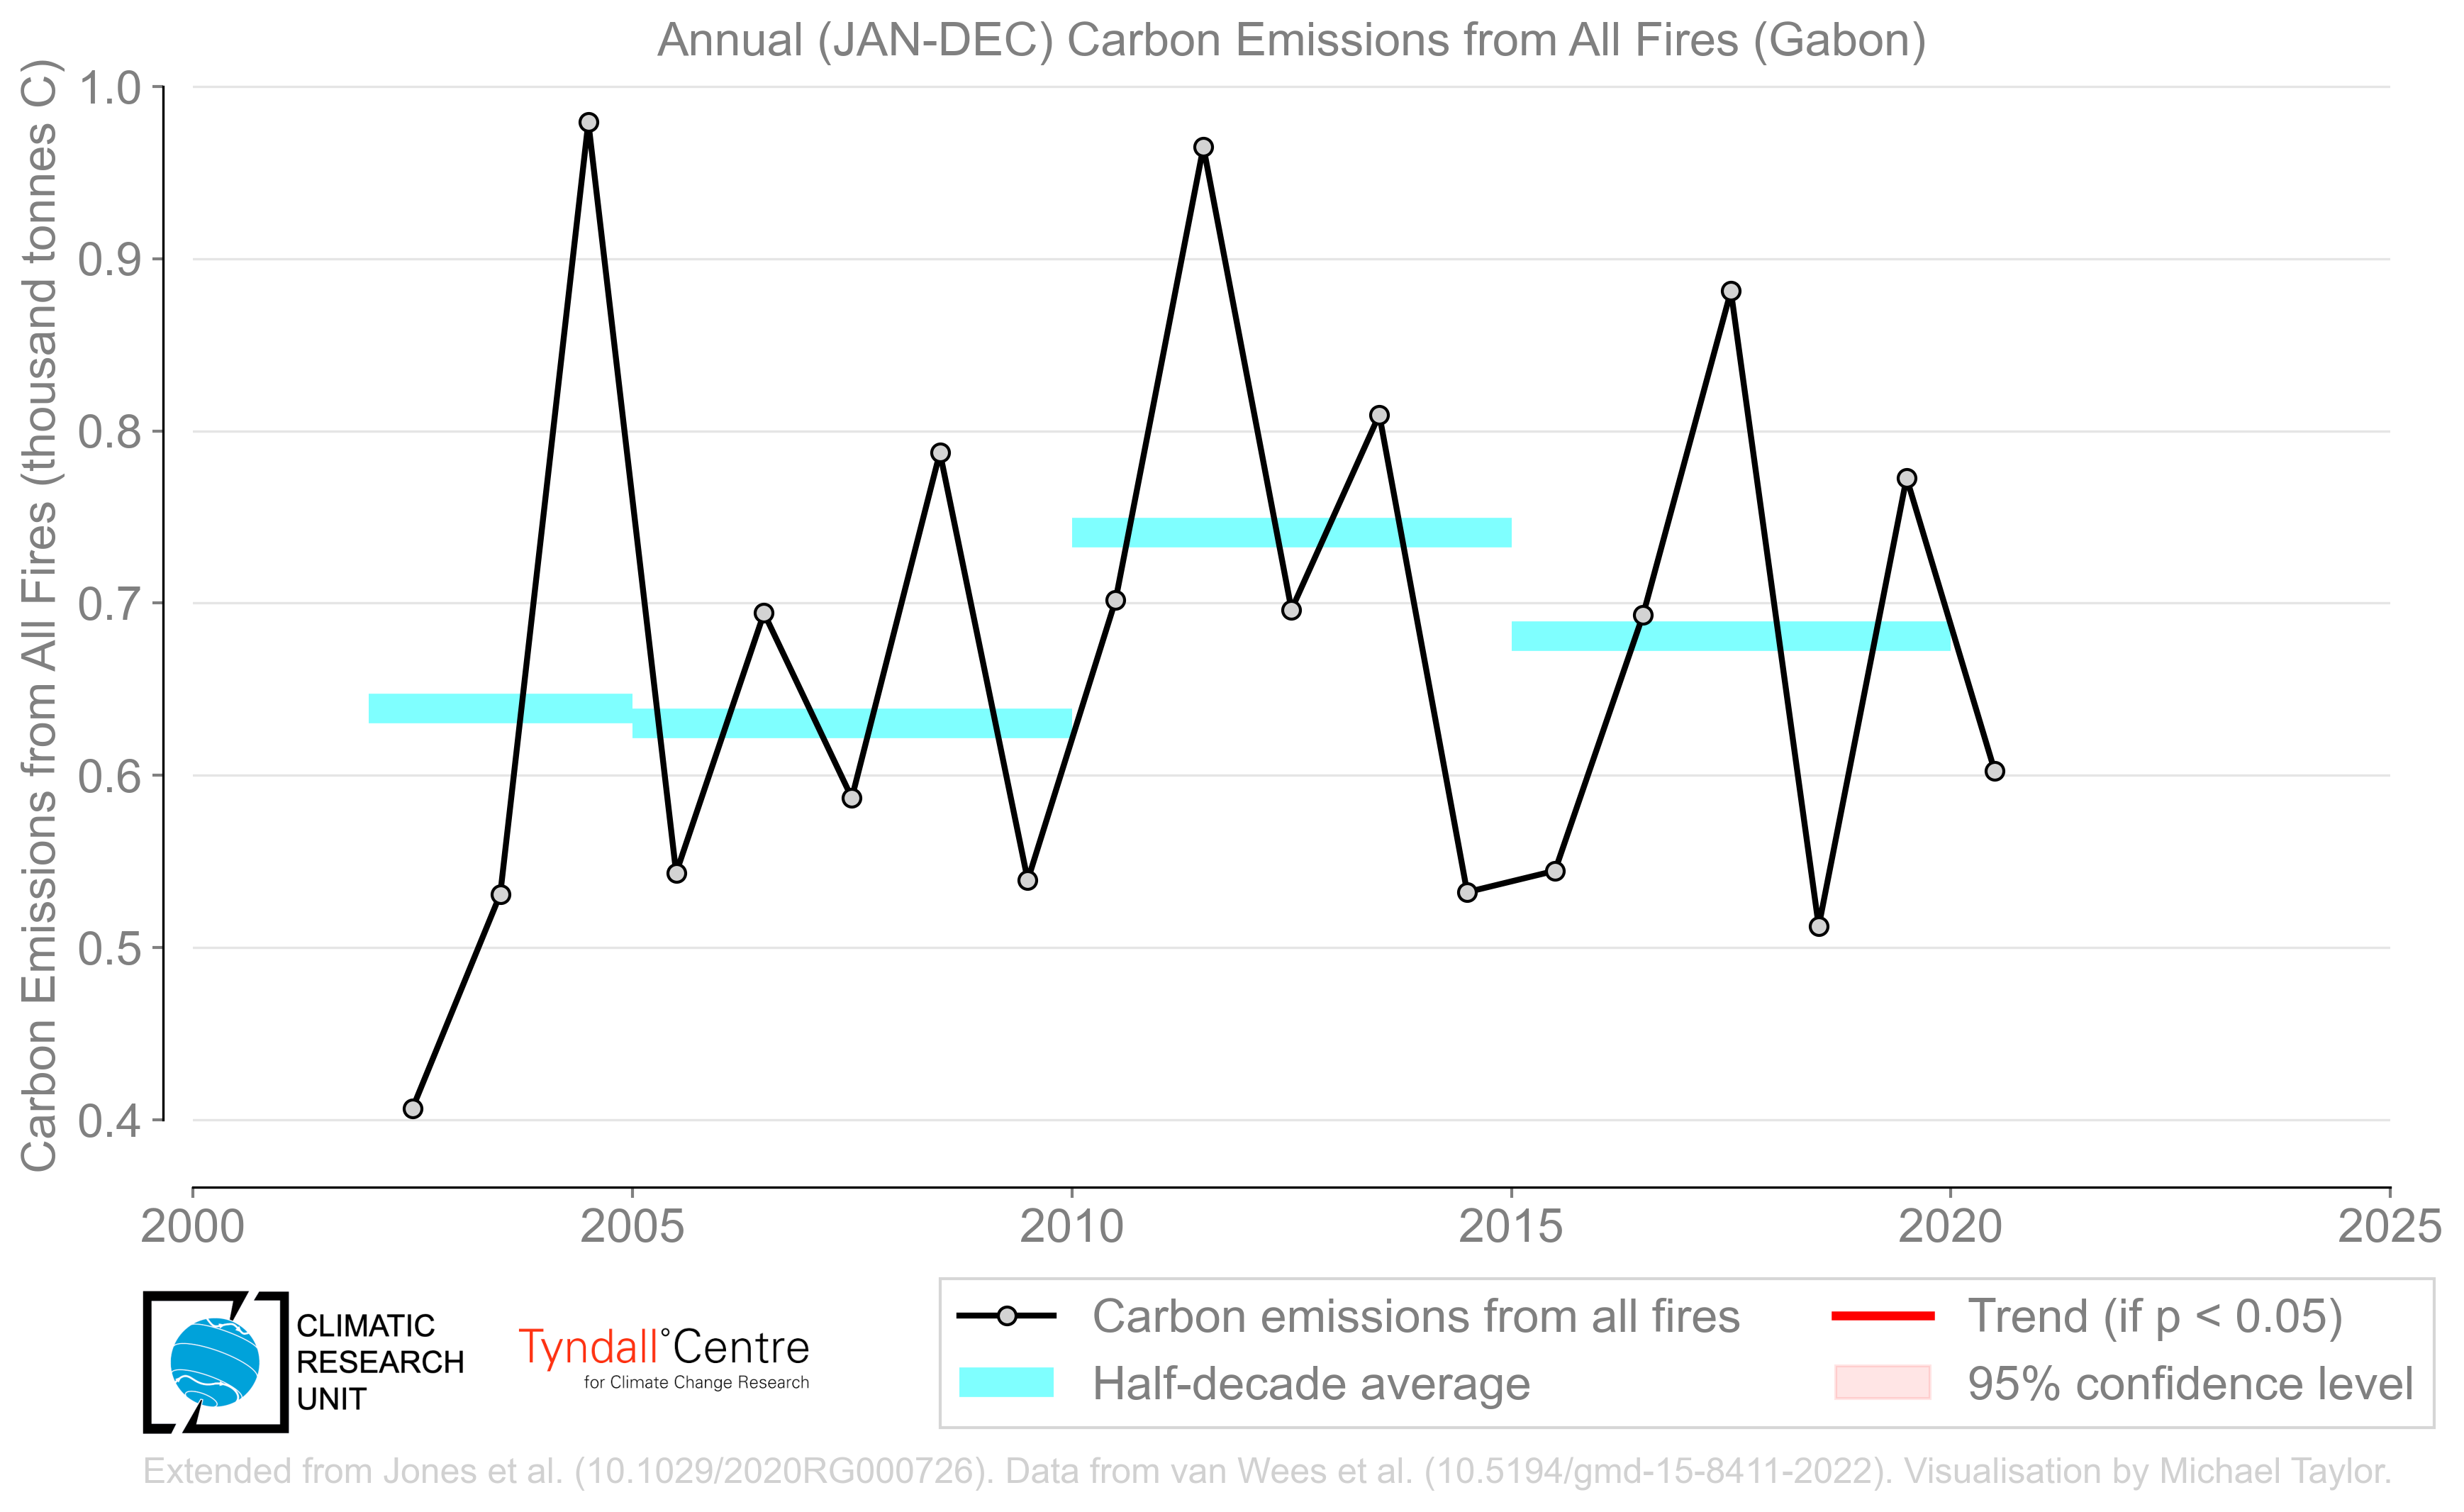 Annual (JAN-DEC) Carbon Emissions from All Fires (Gabon)
Carbon Emissions from All Fires (thousand tonnes C)
1.0
0.9
0.8
0.7
0.6
0.5
0.4
2000 2005 2010 2015 2020 2025
CLIMATIC
RESEARCH
UNIT
Tyndall°Centre
for Climate Change Research
Carbon emissions from all fires
Half-decade average
Trend (if p < 0.05)
95% confidence level
Extended from Jones et al. (10.1029/2020RG000726). Data from van Wees et al. (10.5194/gmd-15-8411-2022). Visualisation by Michael Taylor.